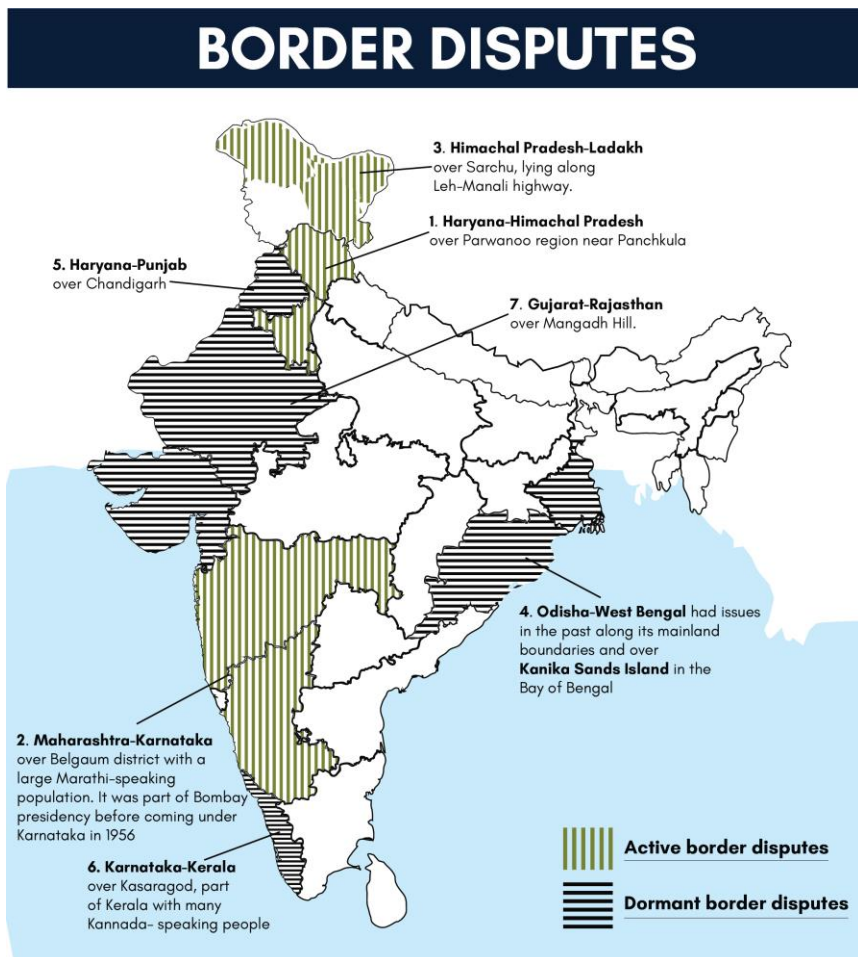 BORDER DISPUTES
3. Himachal Pradesh-Ladakh
over Sarchu, lying along
Leh-Manali highway.
1. Haryana-Himachal Pradesh
over Parwanoo region near Panchkula
5. Haryana-Punjab
over Chandigarh
7. Gujarat-Rajasthan
over Mangadh Hill.
4. Odisha-West Bengal had issues
in the past along its mainland
boundaries and over
Kanika Sands Island in the
Bay of Bengal
2. Maharashtra-Karnataka
over Belgaum district with a
large Marathi-speaking
population. It was part of Bombay
presidency before coming under
Karnataka in 1956
6. Karnataka-Kerala
over Kasaragod, part
of Kerala with many
Kannada- speaking people
Active border disputes
Dormant border disputes